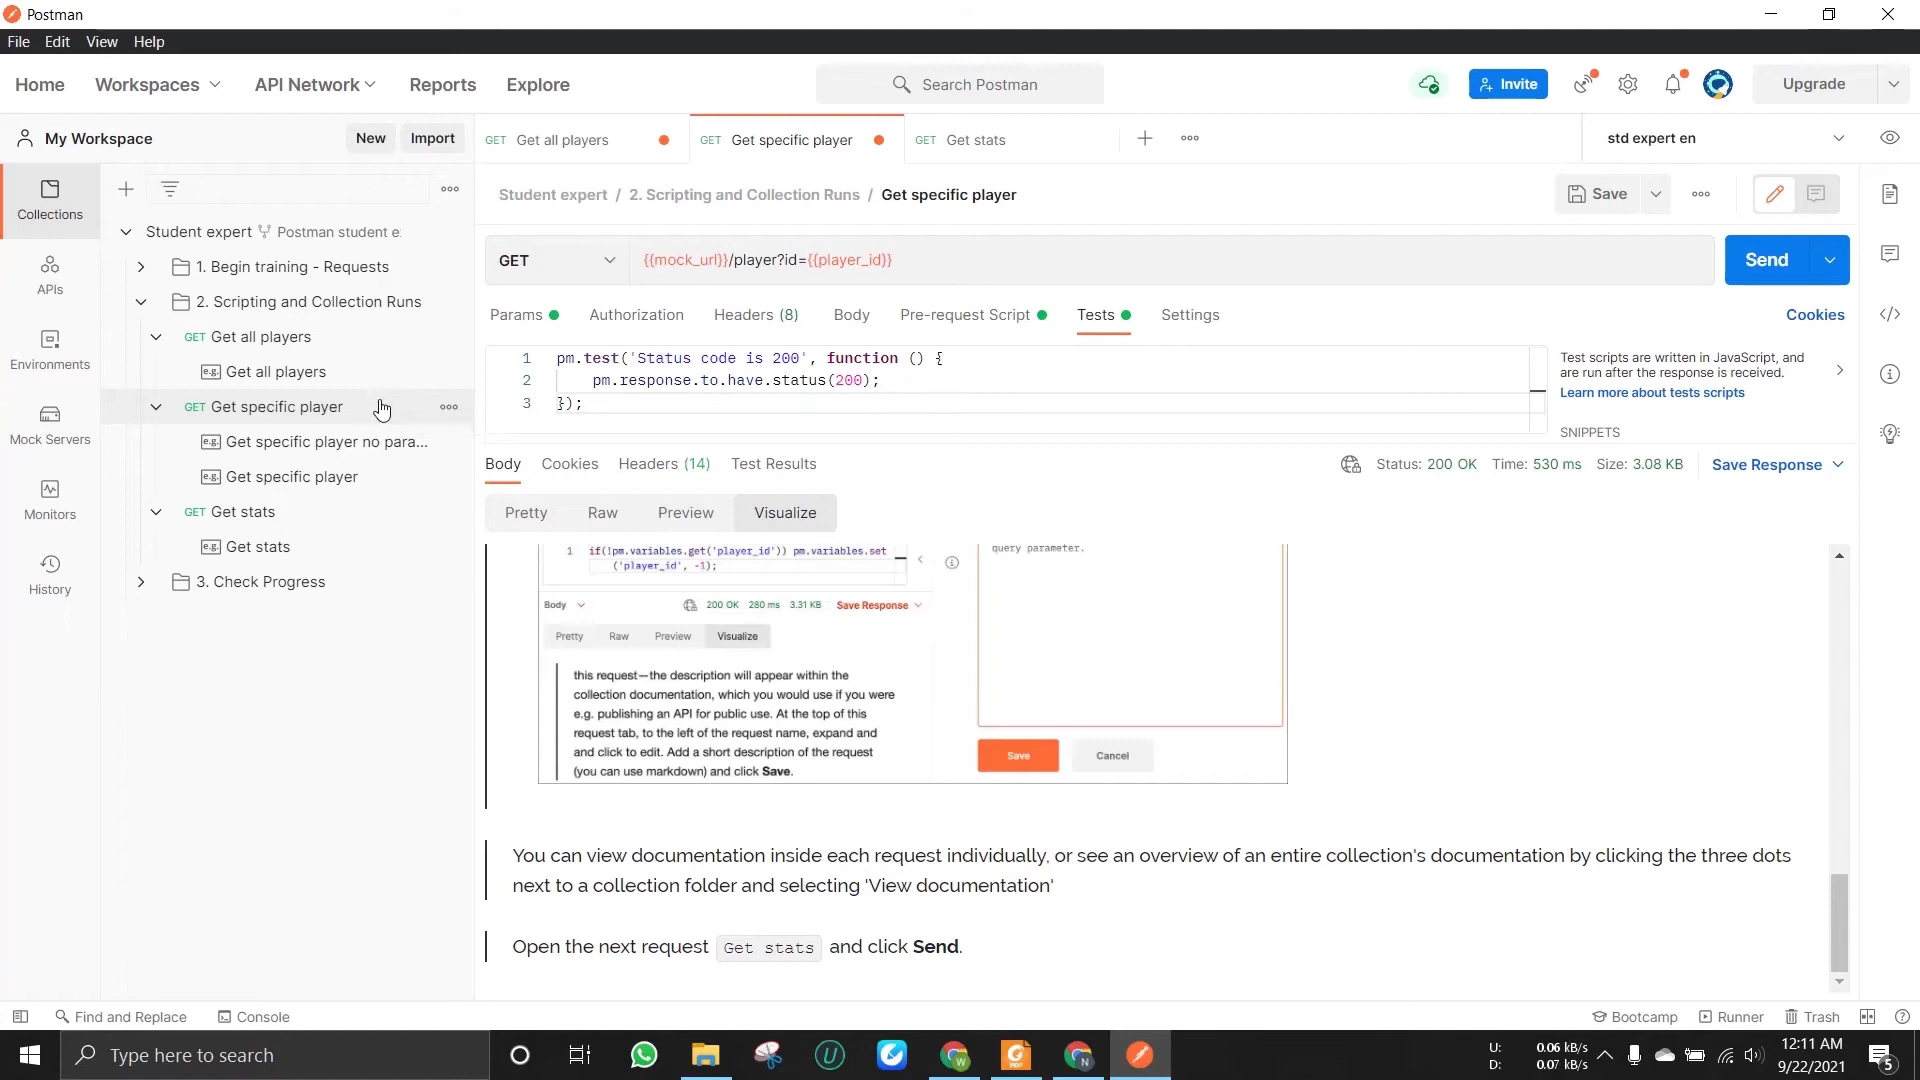 Postman
File Edit View Help
Home Workspaces API Network Reports Explore Search Postman Invite Upgrade
My Workspace New Import GET Get all players GET Get specific player GET Get stats std expert en
Student expert / 2. Scripting and Collection Runs / Get specific player Save
Collections
APIs
Environments
Mock Servers
Monitors
History
Student expert Postman student e
1. Begin training - Requests
2. Scripting and Collection Runs
GET Get all players
e.g. Get all players
GET Get specific player
e.g. Get specific player no para...
e.g. Get specific player
GET Get stats
e.g. Get stats
3. Check Progress
GET {{mock_url}}/player?id={{player_id}} Send
Params Authorization Headers (8) Body Pre-request Script Tests Settings Cookies
1 pm.test('Status code is 200', function () {
2 pm.response.to.have.status(200);
3 });
Test scripts are written in JavaScript, and
are run after the response is received.
Learn more about tests scripts
SNIPPETS
Body Cookies Headers (14) Test Results Status: 200 OK Time: 530 ms Size: 3.08 KB Save Response
Pretty Raw Preview Visualize
1 if(!pm.variables.get('player_id')) pm.variables.set
('player_id', -1);
query parameter.
Body 200 OK 280 ms 3.31 KB Save Response
Pretty Raw Preview Visualize
this request—the description will appear within the
collection documentation, which you would use if you were
e.g. publishing an API for public use. At the top of this
request tab, to the left of the request name, expand and
and click to edit. Add a short description of the request
(you can use markdown) and click Save.
Save Cancel
You can view documentation inside each request individually, or see an overview of an entire collection's documentation by clicking the three dots
next to a collection folder and selecting 'View documentation'
Open the next request Get stats and click Send.
Find and Replace Console Bootcamp Runner Trash
Type here to search
U: 0.06 kB/s
D: 0.07 kB/s
12:11 AM
9/22/2021
5